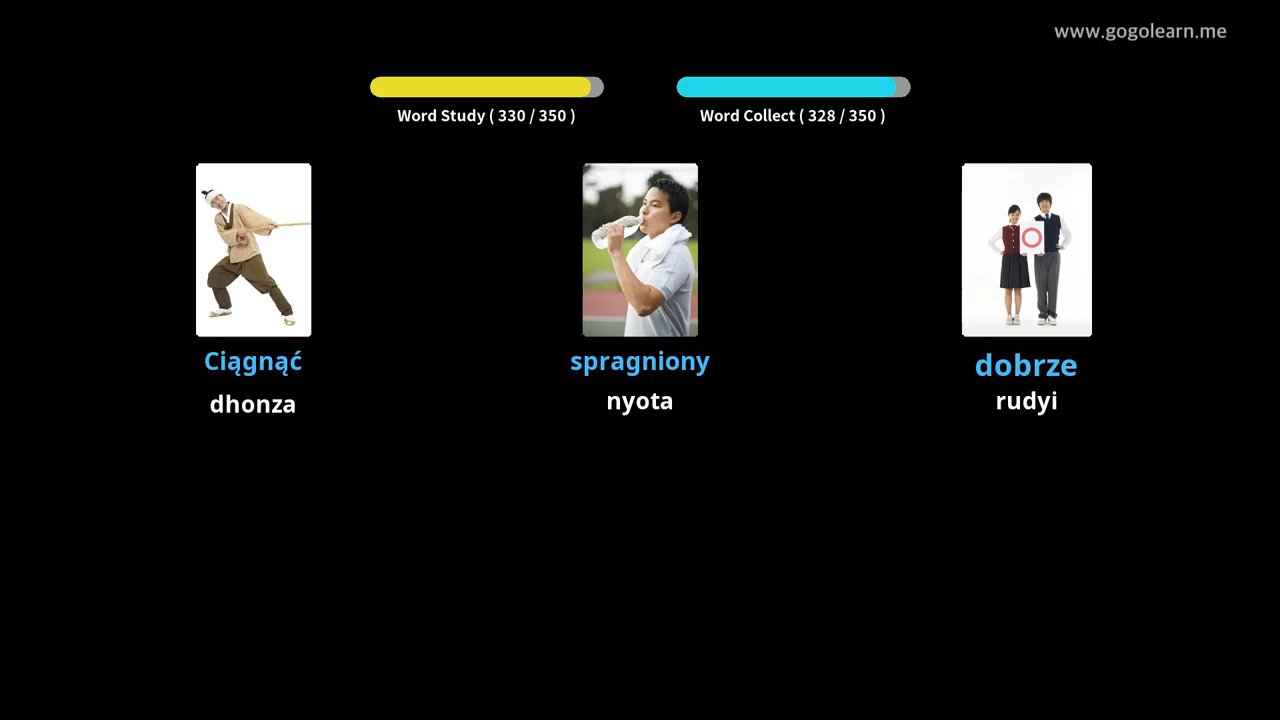 www.gogolearn.me
Word Study ( 330 / 350 )
Word Collect ( 328 / 350 )
Ciągnąć
spragniony
dobrze
dhonza
nyota
rudyi